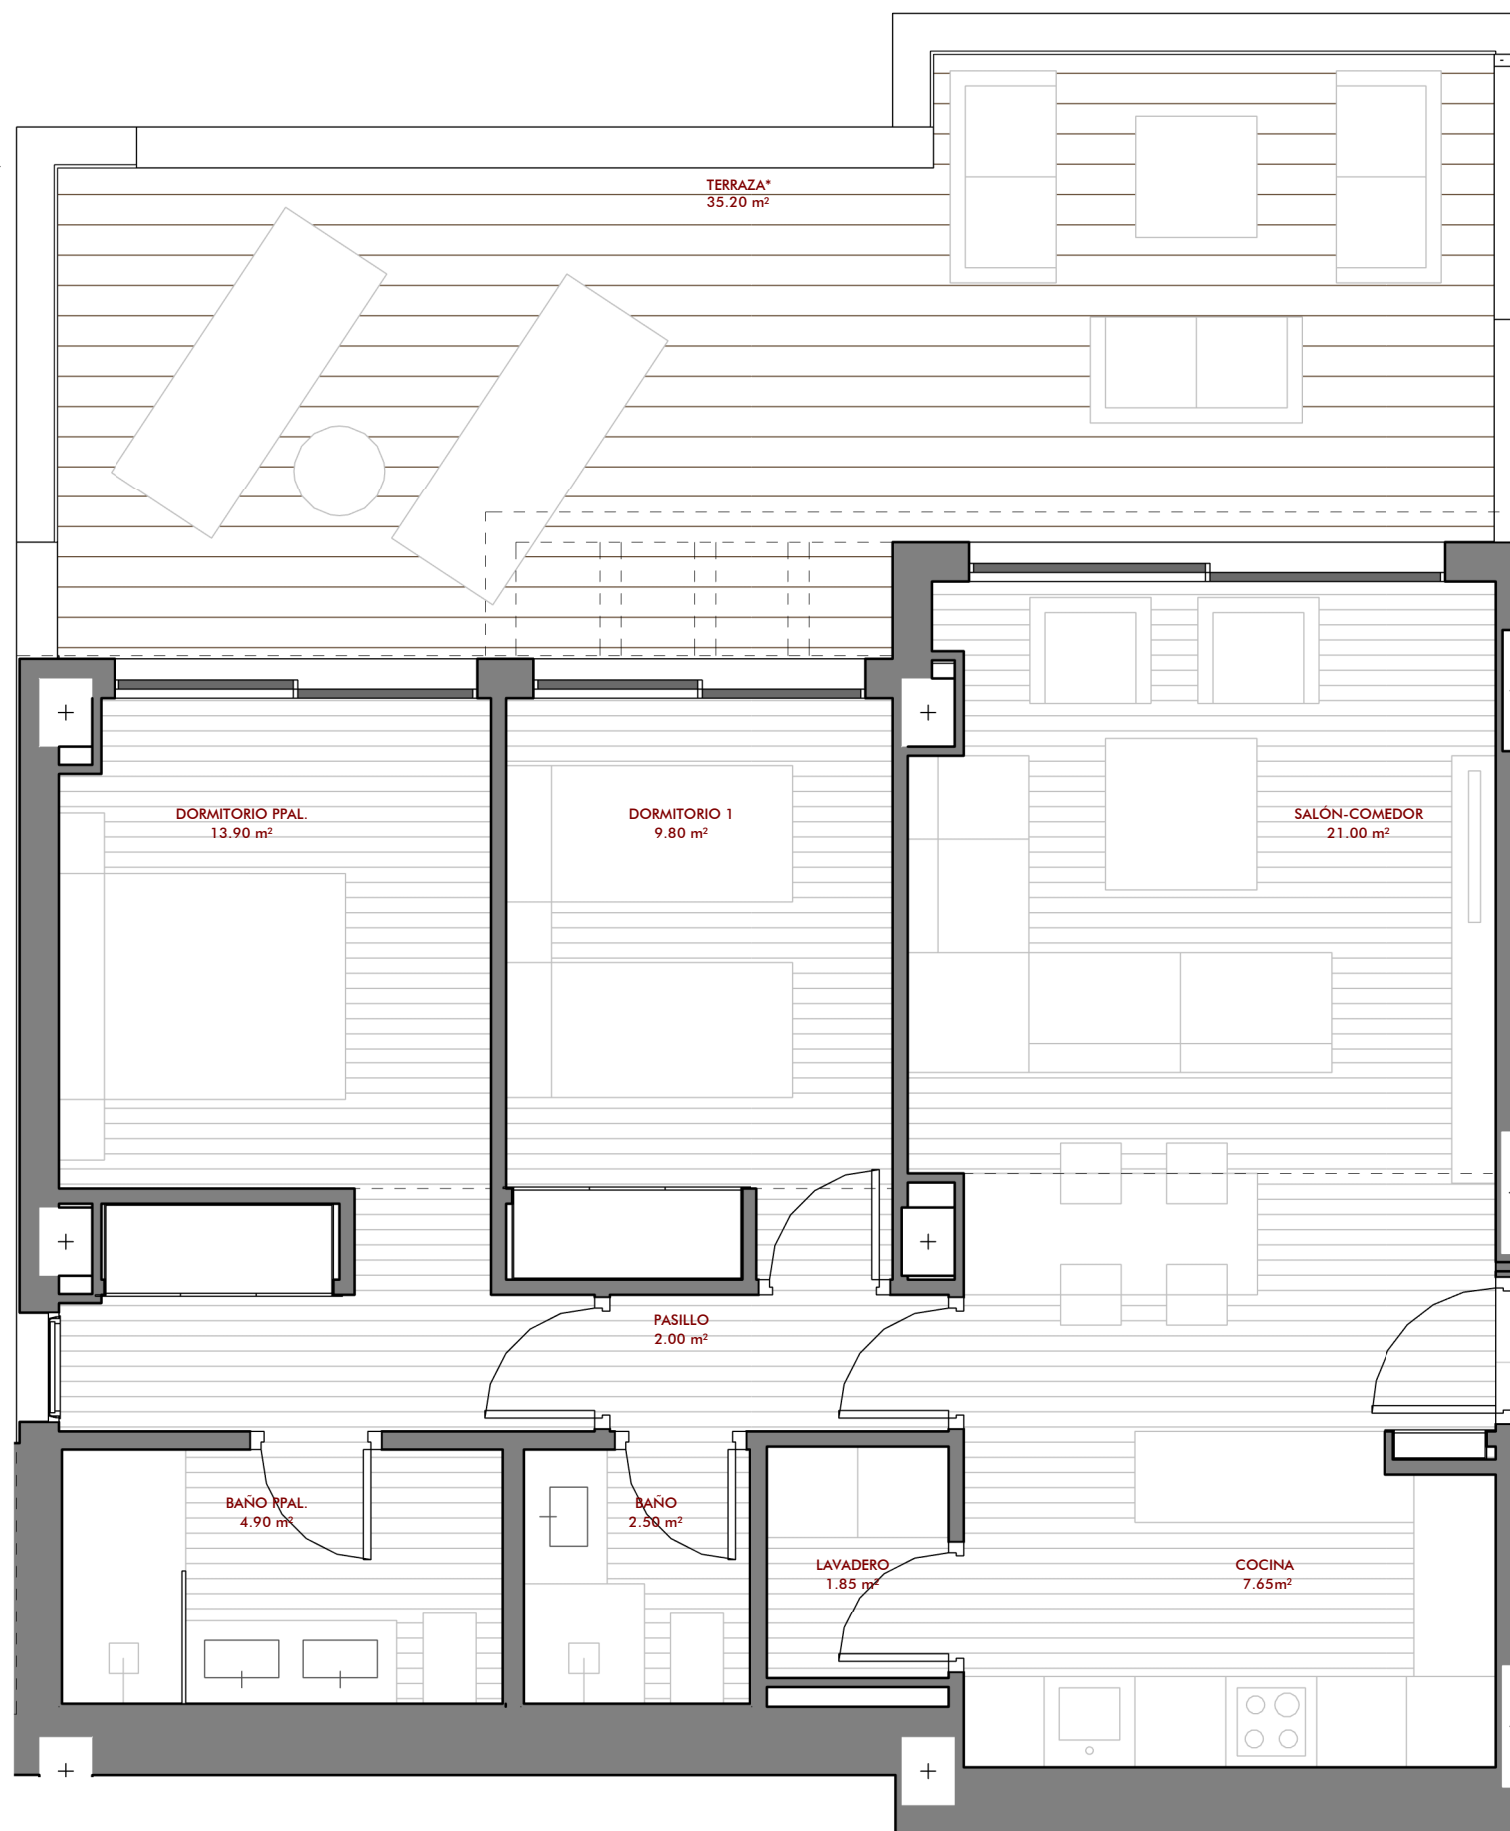 TERRAZA*
35.20 m²
DORMITORIO PPAL.
13.90 m²
DORMITORIO 1
9.80 m²
SALÓN-COMEDOR
21.00 m²
PASILLO
2.00 m²
BAÑO PPAL.
4.90 m²
BAÑO
2.50 m²
LAVADERO
1.85 m²
COCINA
7.65m²